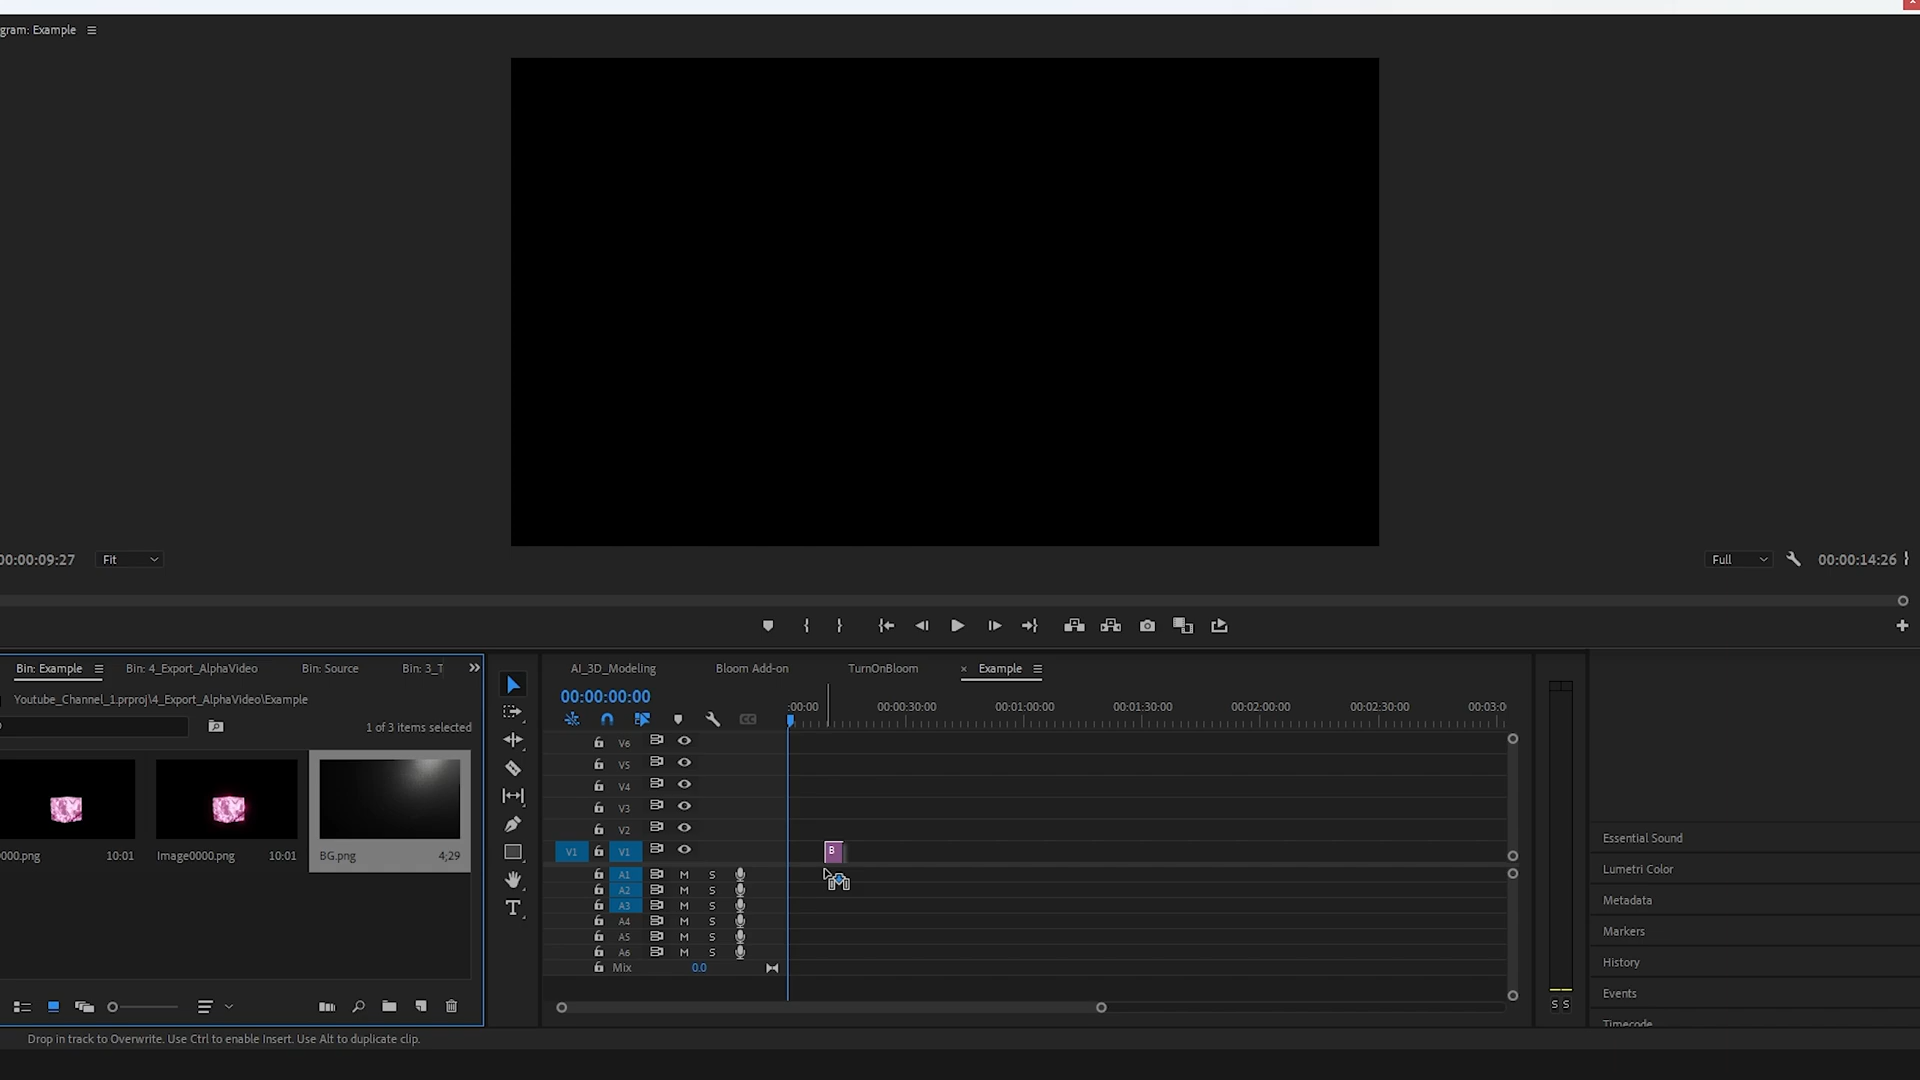 gram: Example
00:00:09:27
Fit
Full
00:00:14:26
Bin: Example
Bin: 4_Export_AlphaVideo
Bin: Source
Bin: 3_T
Youtube_Channel_1.prproj\4_Export_AlphaVideo\Example
1 of 3 items selected
000.png
10:01
Image0000.png
10:01
BG.png
4;29
AI_3D_Modeling
Bloom Add-on
TurnOnBloom
× Example
00:00:00:00
:00:00
00:00:30:00
00:01:00:00
00:01:30:00
00:02:00:00
00:02:30:00
00:03:0
CC
V6
V5
V4
V3
V2
V1 V1
B
A1 M S
A2 M S
A3 M S
A4 M S
A5 M S
A6 M S
Mix 0.0
T
S S
Essential Sound
Lumetri Color
Metadata
Markers
History
Events
Timecode
Drop in track to Overwrite. Use Ctrl to enable Insert. Use Alt to duplicate clip.